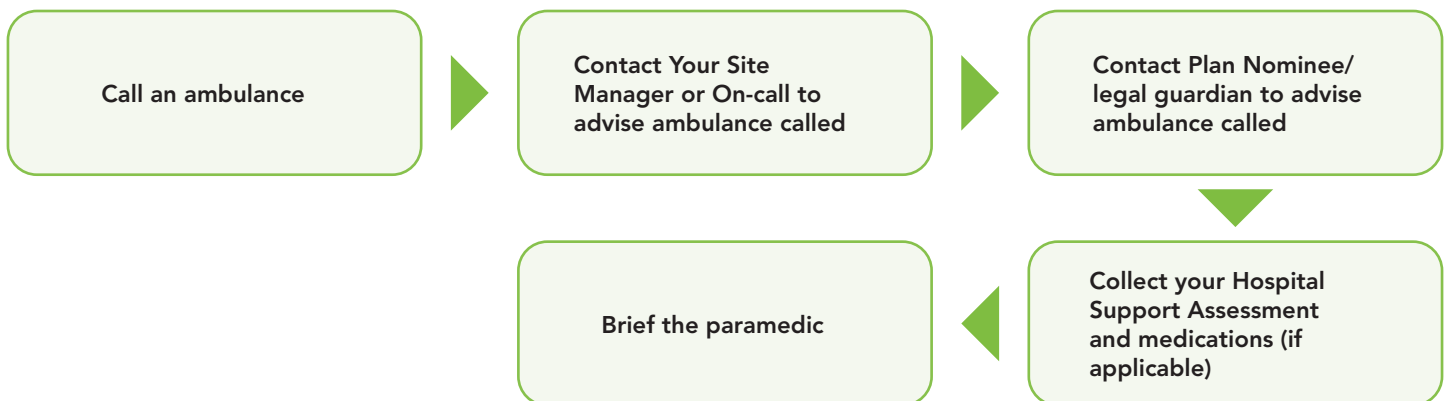 Call an ambulance
Contact Your Site
Manager or On-call to
advise ambulance called
Contact Plan Nominee/
legal guardian to advise
ambulance called
Collect your Hospital
Support Assessment
and medications (if
applicable)
Brief the paramedic